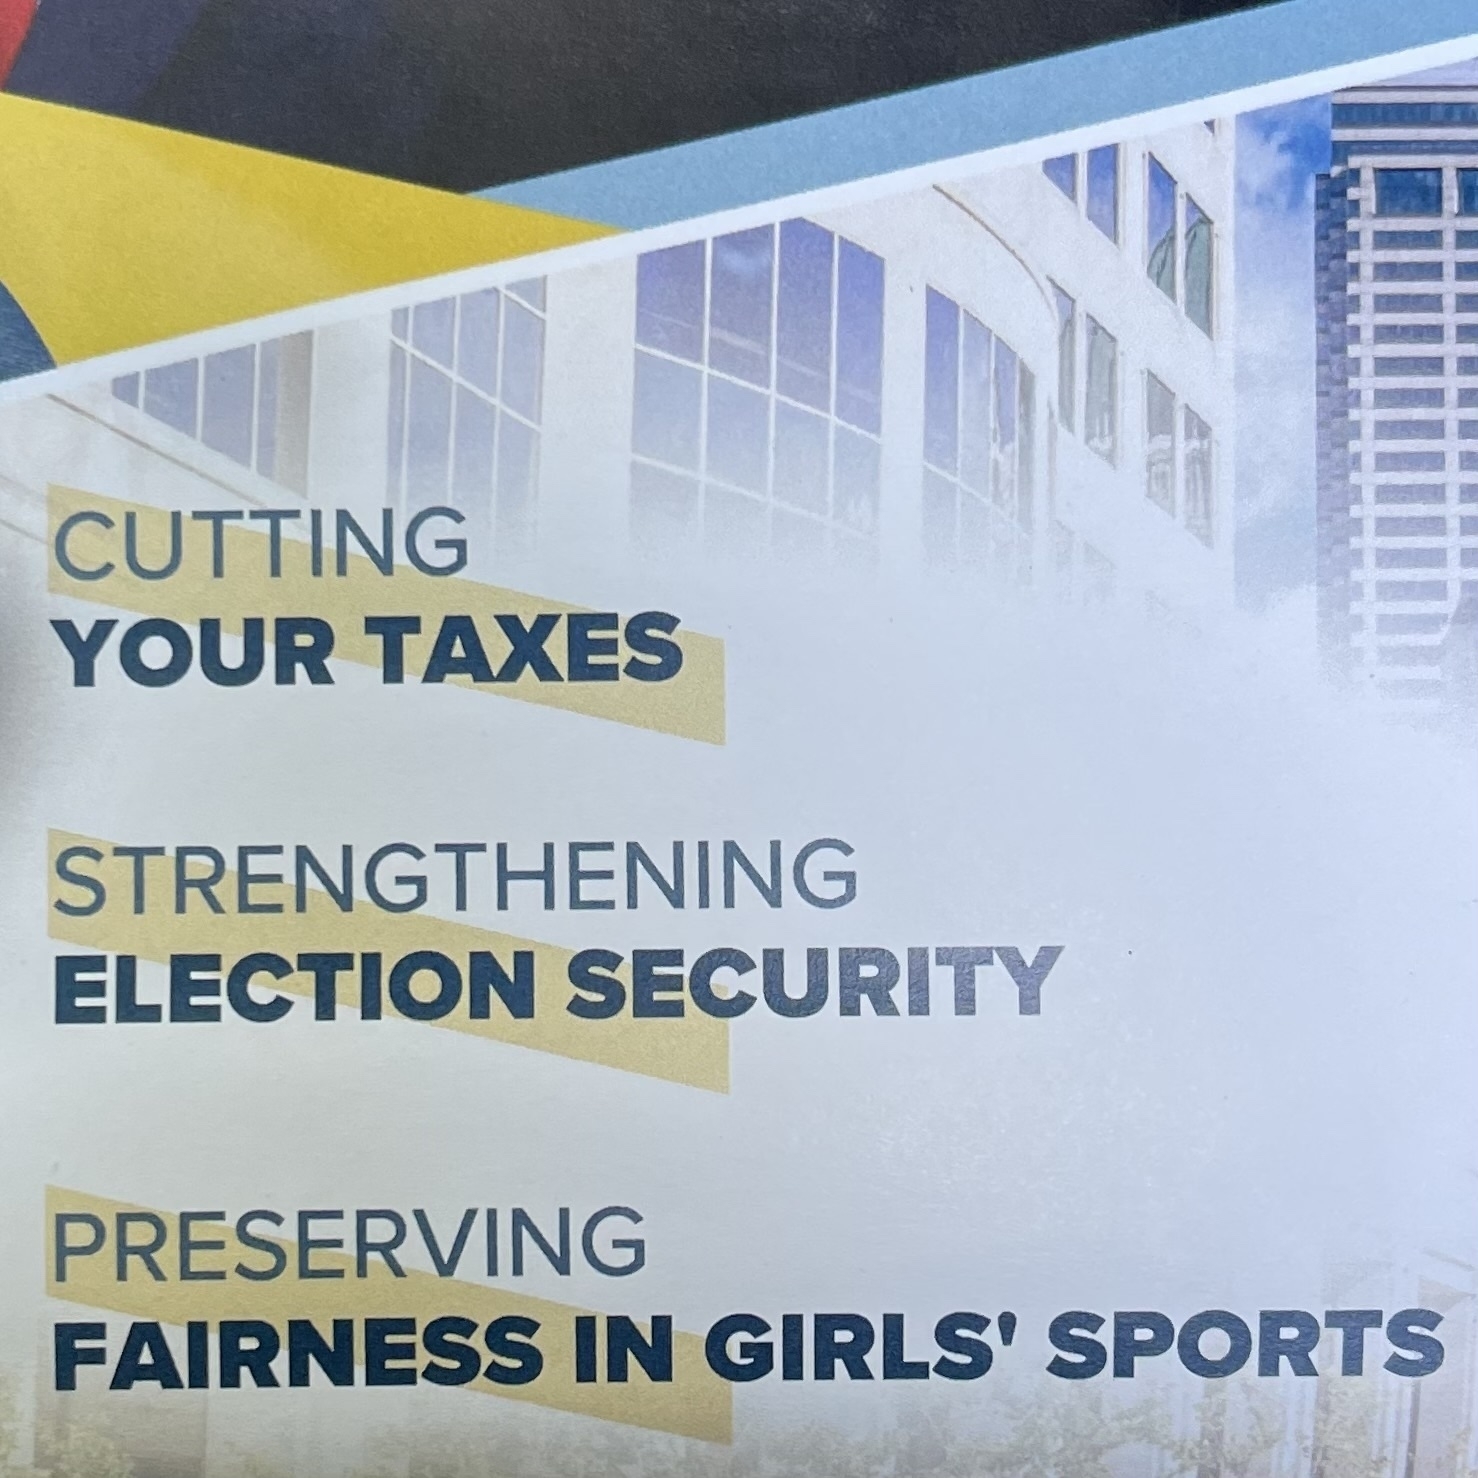 CUTTING
YOUR TAXES
STRENGTHENING
ELECTION SECURITY
PRESERVING
FAIRNESS IN GIRLS' SPORTS